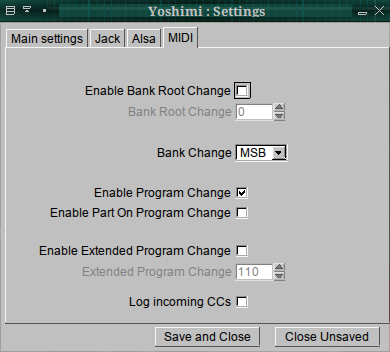 Yoshimi : Settings
Main settings Jack Alsa MIDI
Enable Bank Root Change
Bank Root Change 0
Bank Change MSB
Enable Program Change
Enable Part On Program Change
Enable Extended Program Change
Extended Program Change 110
Log incoming CCs
Save and Close Close Unsaved